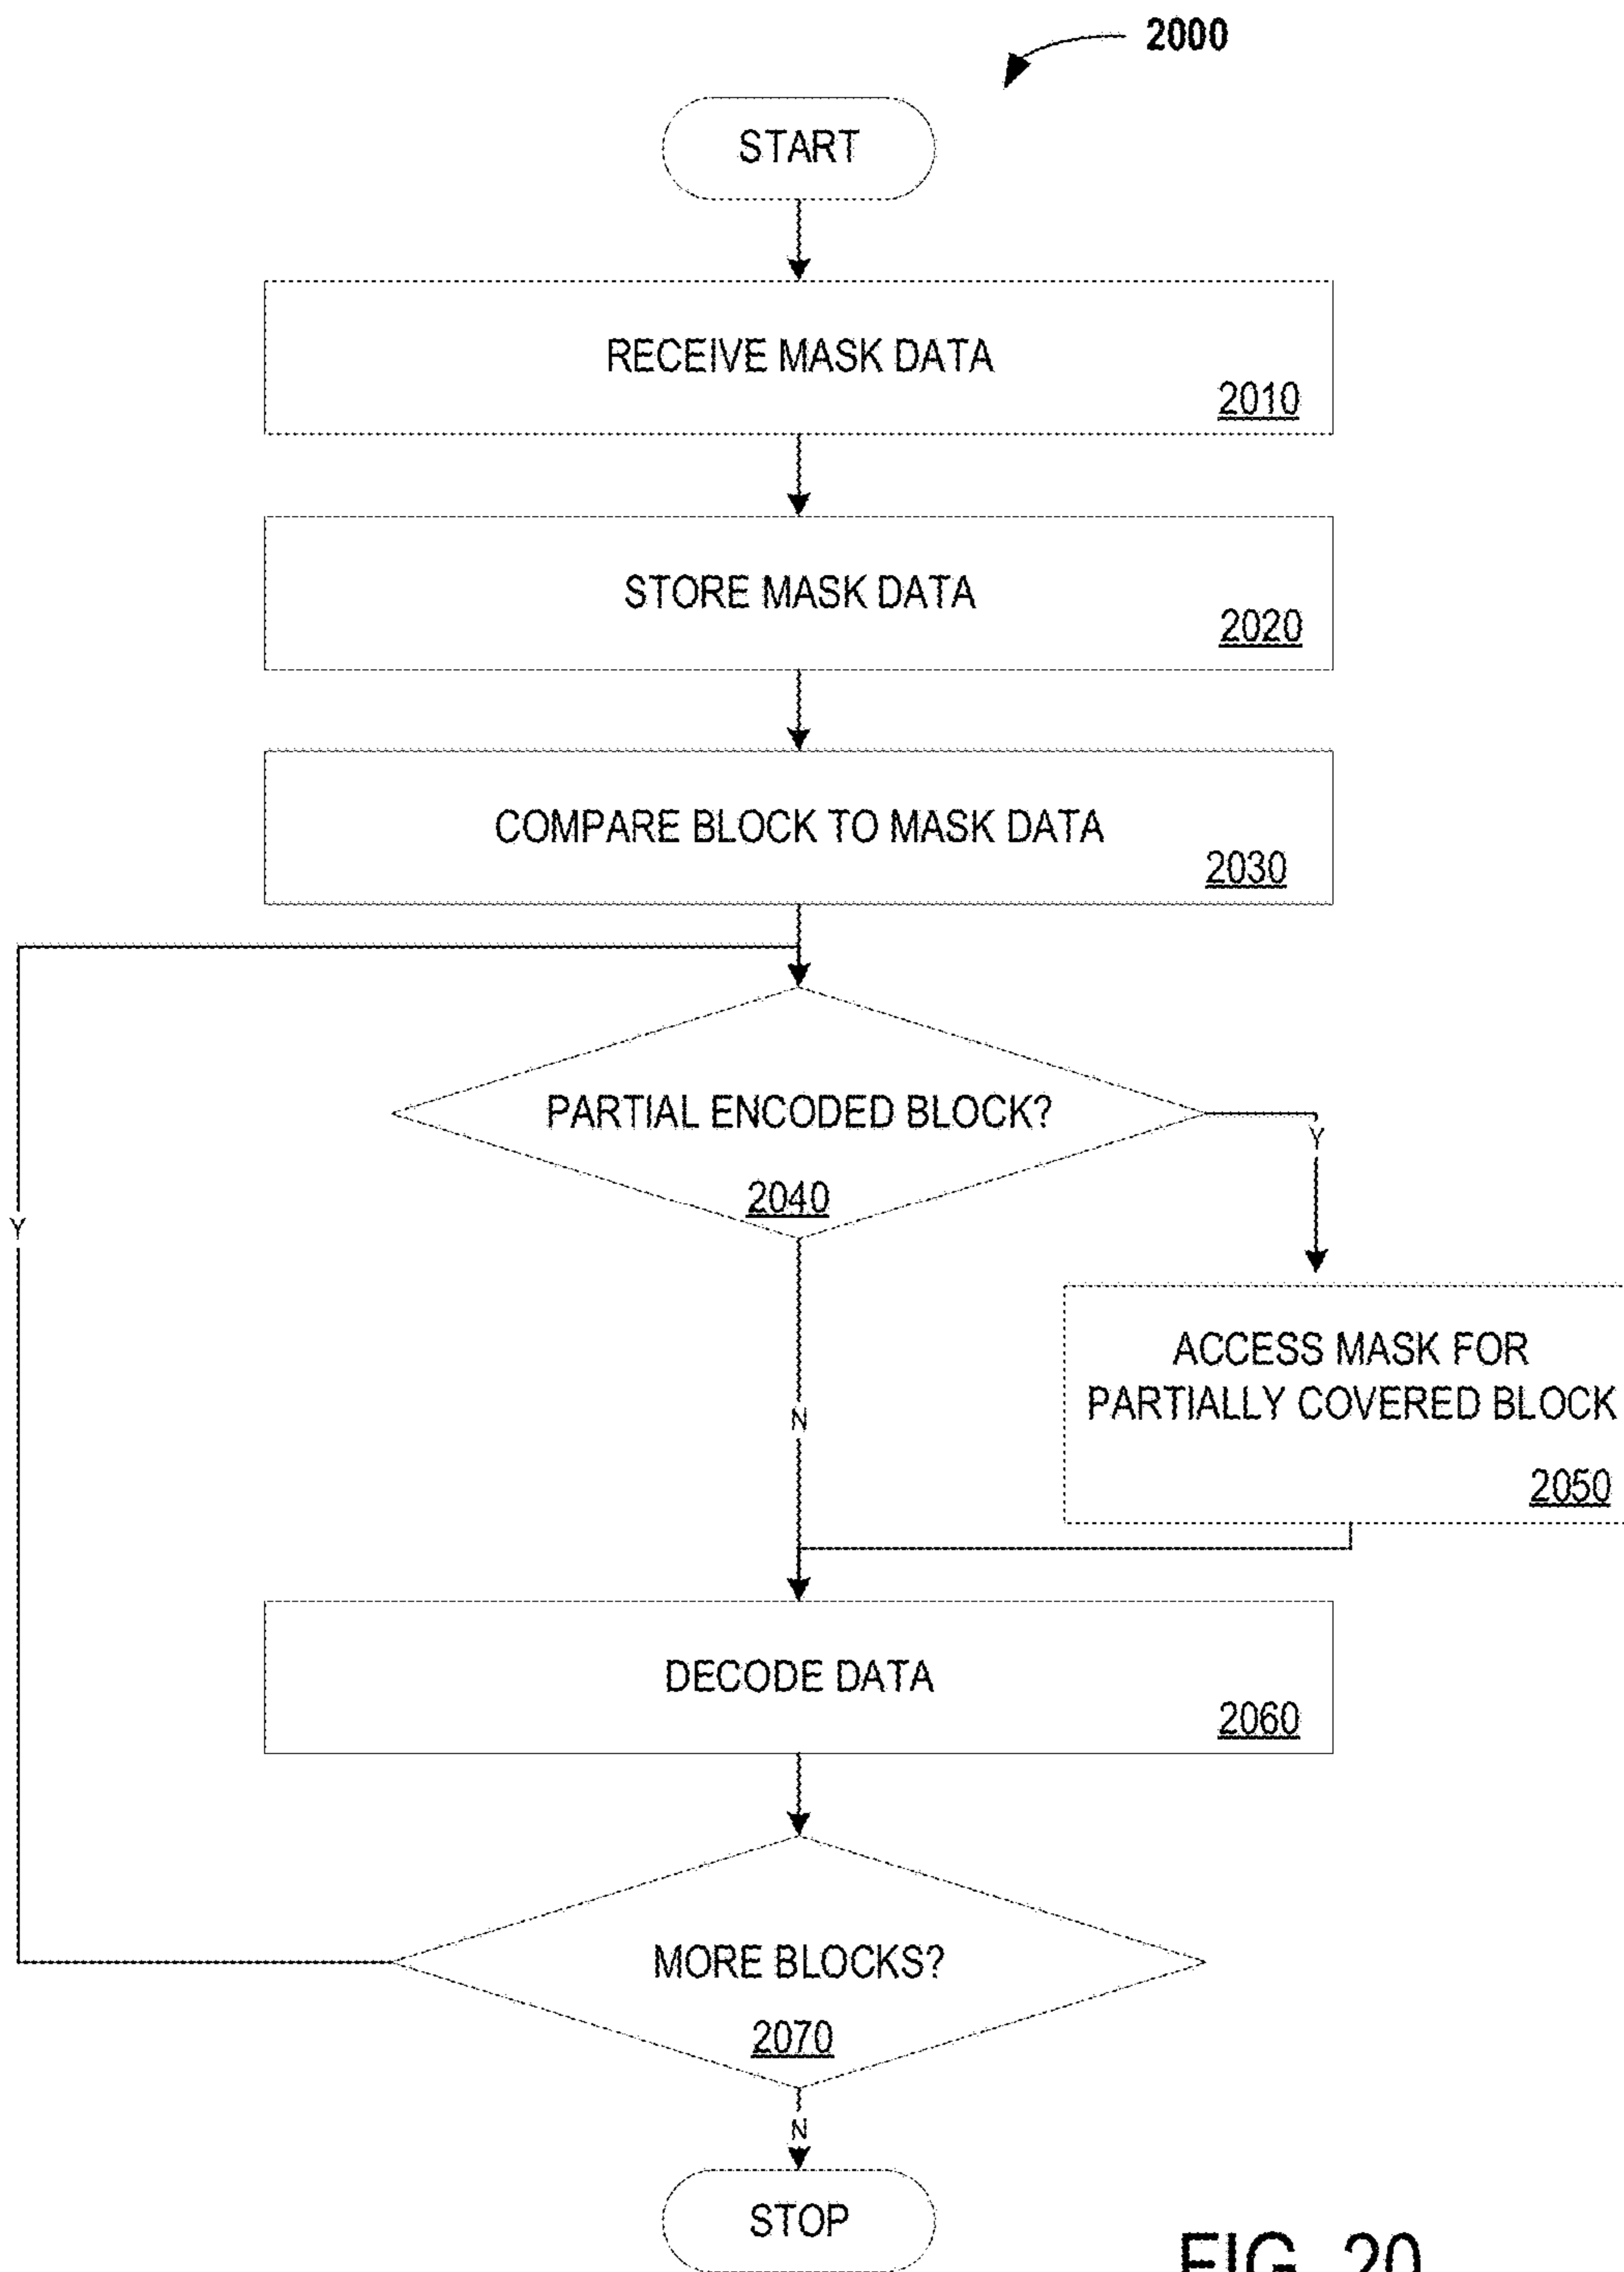 2000
START
RECEIVE MASK DATA
2010
STORE MASK DATA
2020
COMPARE BLOCK TO MASK DATA
2030
PARTIAL ENCODED BLOCK?
2040
Y
Y
ACCESS MASK FOR
PARTIALLY COVERED BLOCK
2050
N
DECODE DATA
2060
MORE BLOCKS?
2070
N
STOP
FIG. 20